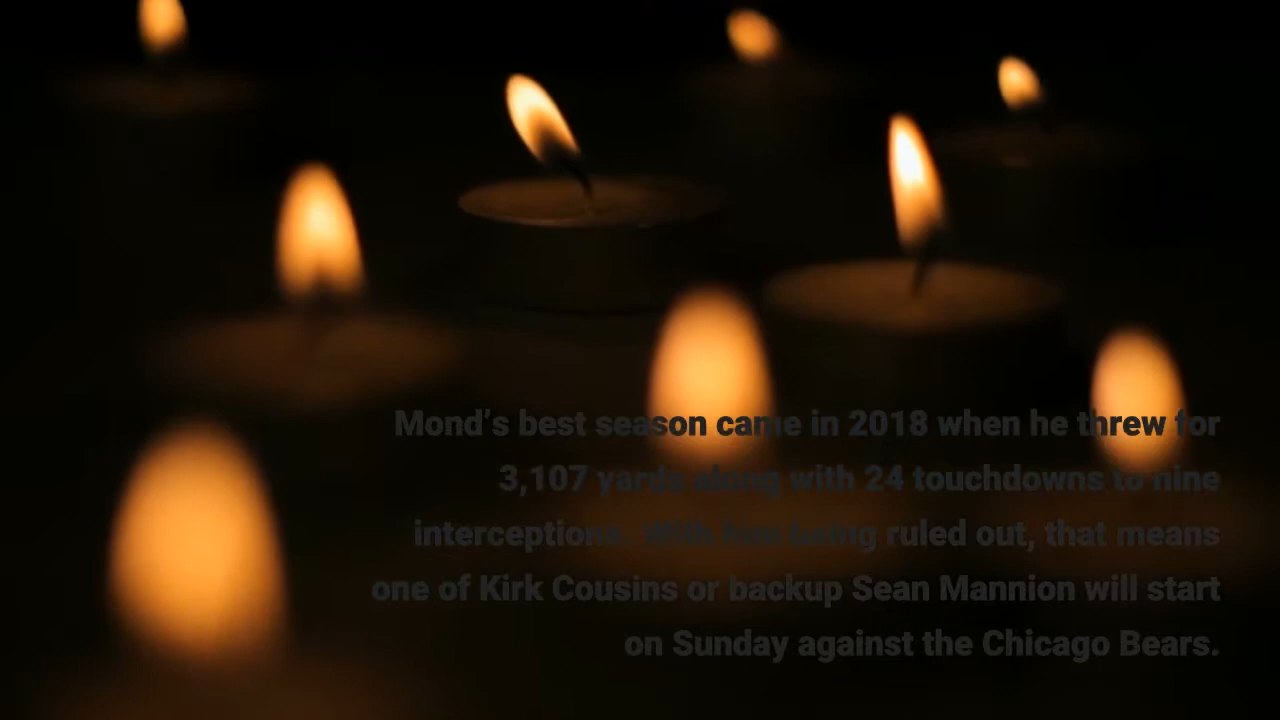 Mond’s best season came in 2018 when he threw for
3,107 yards along with 24 touchdowns to nine
interceptions. With him being ruled out, that means
one of Kirk Cousins or backup Sean Mannion will start
on Sunday against the Chicago Bears.